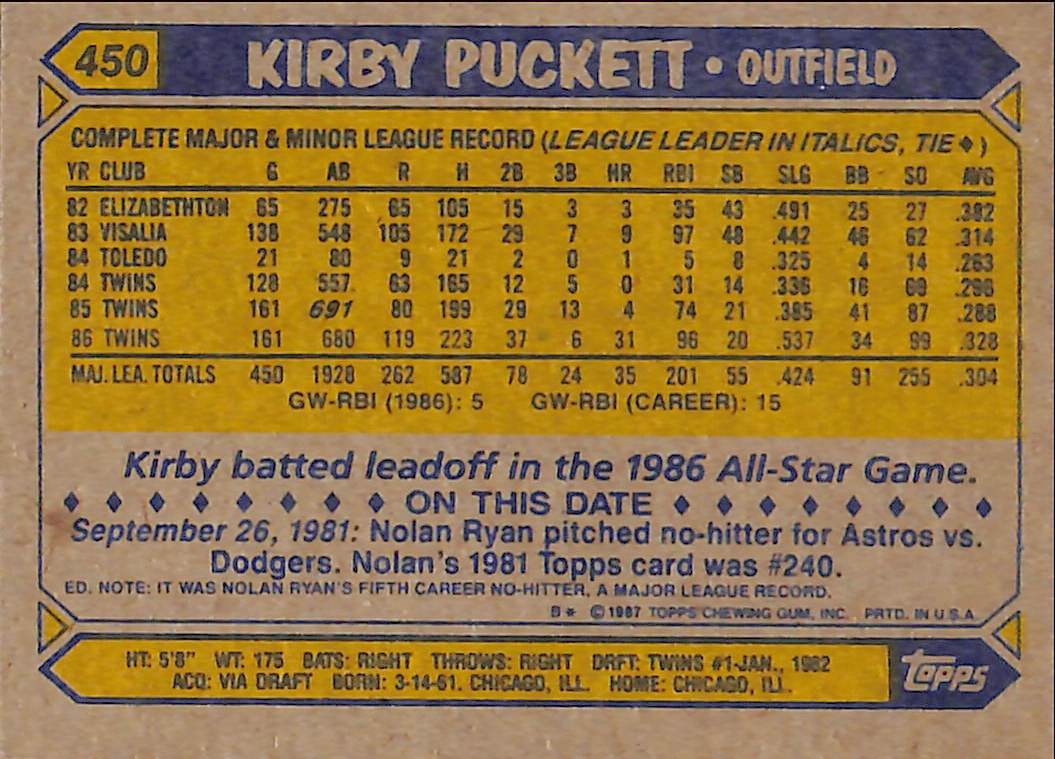 450 KIRBY PUCKETT • OUTFIELD
COMPLETE MAJOR & MINOR LEAGUE RECORD (LEAGUE LEADER IN ITALICS, TIE ♦)
YR CLUB G AB R H 2B 3B HR RBI SB SLG BB SO AVG
82 ELIZABETHTON 65 275 65 105 15 3 3 35 43 .491 25 27 .382
83 VISALIA 138 548 105 172 29 7 9 97 48 .442 46 62 .314
84 TOLEDO 21 80 9 21 2 0 1 5 8 .325 4 14 .263
84 TWINS 128 557 63 165 12 5 0 31 14 .336 16 69 .296
85 TWINS 161 691 80 199 29 13 4 74 21 .385 41 87 .288
86 TWINS 161 680 119 223 37 6 31 96 20 .537 34 99 .328
MAJ. LEA. TOTALS 450 1928 262 587 78 24 35 201 55 .424 91 255 .304
GW-RBI (1986): 5 GW-RBI (CAREER): 15
Kirby batted leadoff in the 1986 All-Star Game.
♦ ♦ ♦ ♦ ♦ ♦ ♦ ♦ ON THIS DATE ♦ ♦ ♦ ♦ ♦ ♦ ♦ ♦
September 26, 1981: Nolan Ryan pitched no-hitter for Astros vs.
Dodgers. Nolan's 1981 Topps card was #240.
ED. NOTE: IT WAS NOLAN RYAN'S FIFTH CAREER NO-HITTER, A MAJOR LEAGUE RECORD.
B* ©1987 TOPPS CHEWING GUM, INC. PRTD. IN U.S.A.
HT: 5'8" WT: 175 BATS: RIGHT THROWS: RIGHT DRFT: TWINS #1-JAN., 1982
ACQ: VIA DRAFT BORN: 3-14-61, CHICAGO, ILL. HOME: CHICAGO, ILL.
TOPPS